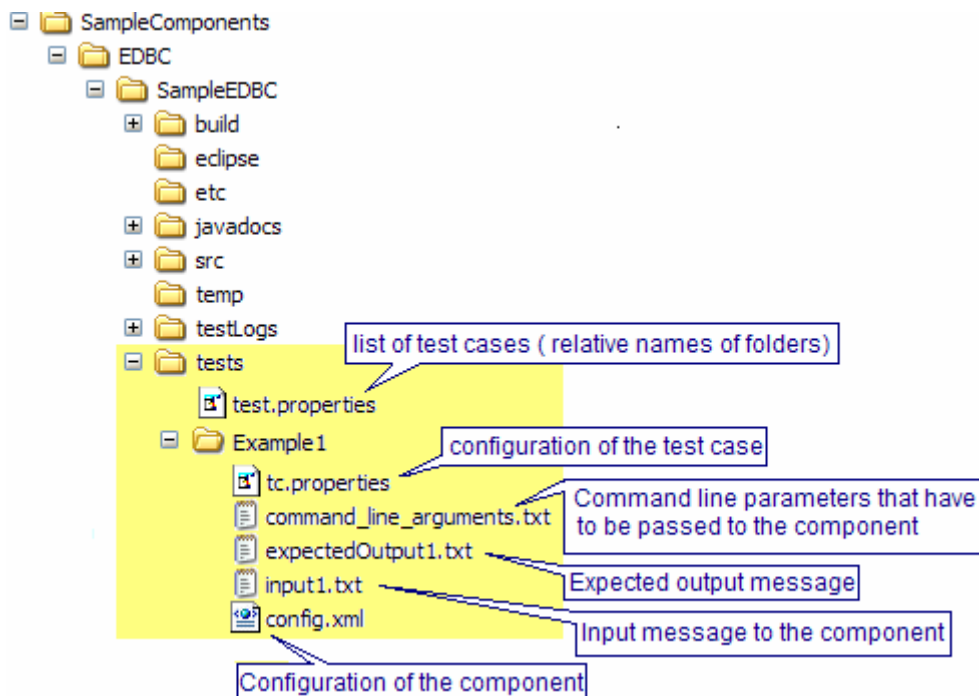 SampleComponents
EDBC
SampleEDBC
build
eclipse
etc
javadocs
src
temp
testLogs
list of test cases ( relative names of folders)
tests
test.properties
Example1
configuration of the test case
tc.properties
Command line parameters that have
to be passed to the component
command_line_arguments.txt
expectedOutput1.txt
Expected output message
input1.txt
Input message to the component
config.xml
Configuration of the component